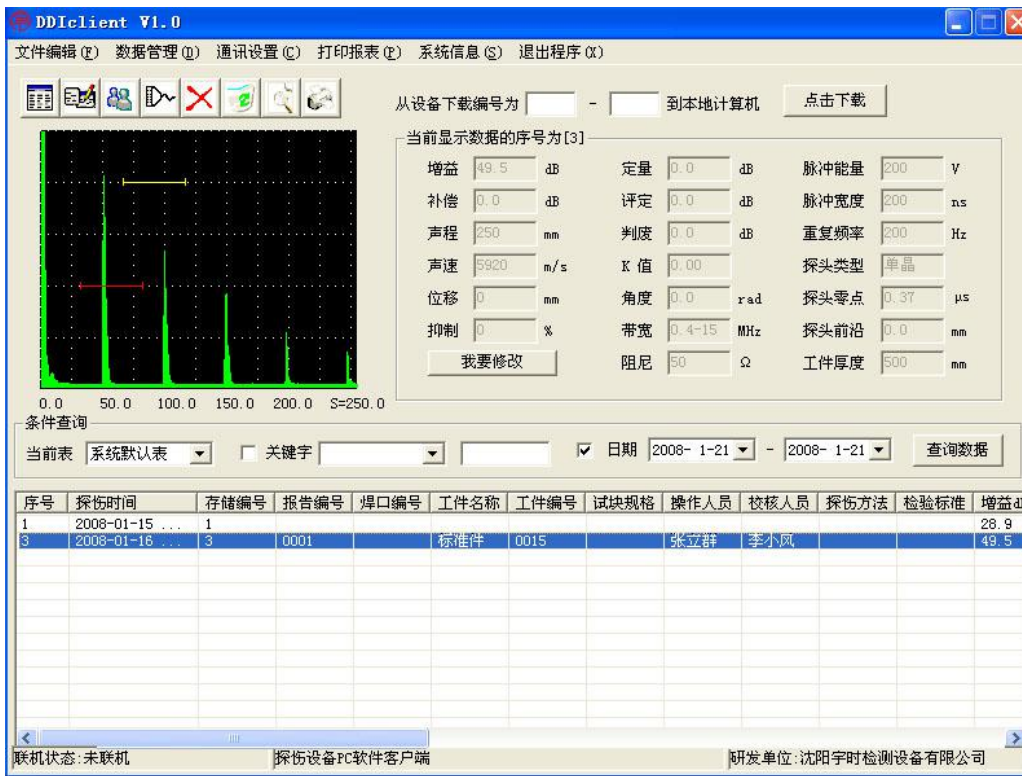 DDIclient V1.0
文件编辑(F) 数据管理(D) 通讯设置(C) 打印报表(P) 系统信息(S) 退出程序(X)
从设备下载编号为 - 到本地计算机 点击下载
当前显示数据的序号为[3]
增益 49.5 dB 定量 0.0 dB 脉冲能量 200 V
补偿 0.0 dB 评定 0.0 dB 脉冲宽度 200 ns
声程 250 mm 判废 0.0 dB 重复频率 200 Hz
声速 5920 m/s K 值 0.00 探头类型 单晶
位移 0 mm 角度 0.0 rad 探头零点 0.37 μs
抑制 0 % 带宽 0.4-15 MHz 探头前沿 0.0 mm
我要修改 阻尼 50 Ω 工件厚度 500 mm
0.0 50.0 100.0 150.0 200.0 S=250.0
条件查询
当前表 系统默认表 关键字 日期 2008- 1-21 - 2008- 1-21 查询数据
序号 探伤时间 存储编号 报告编号 焊口编号 工件名称 工件编号 试块规格 操作人员 校核人员 探伤方法 检验标准 增益d
1 2008-01-15 ... 1 28.9
3 2008-01-16 ... 3 0001 标准件 0015 张立群 李小风 49.5
联机状态:未联机 探伤设备PC软件客户端 研发单位:沈阳宇时检测设备有限公司